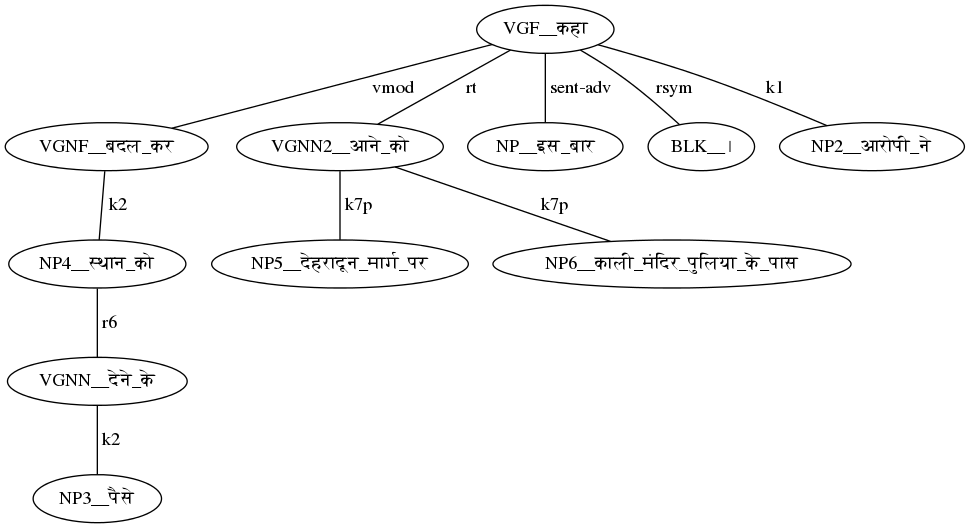 VGF__कहा
vmod rt sent-adv rsym k1
VGNF__बदल_कर VGNN2__आने_को NP__इस_बार BLK__। NP2__आरोपी_ने
k2 k7p k7p
NP4__स्थान_को NP5__देहरादून_मार्ग_पर NP6__काली_मंदिर_पुलिया_के_पास
r6
VGNN__देने_के
k2
NP3__पैसे